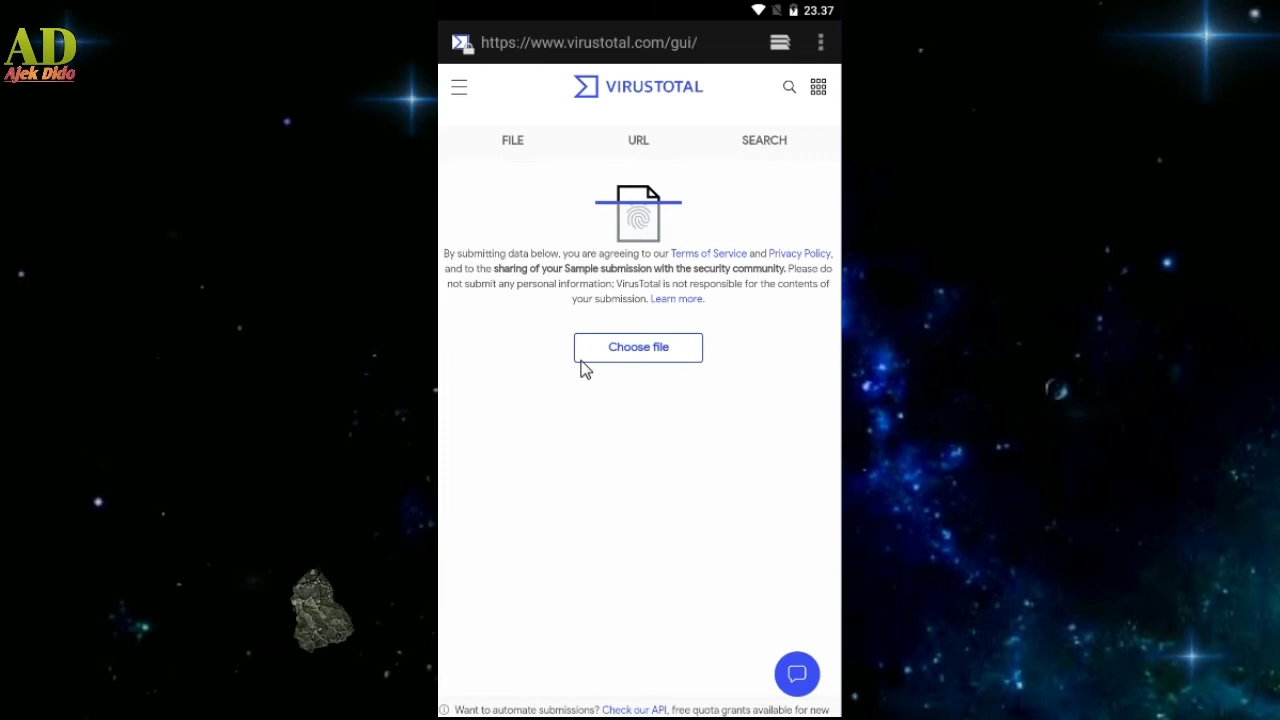 AD
Ajek Dido
23.37
https://www.virustotal.com/gui/
VIRUSTOTAL
FILE URL SEARCH
By submitting data below, you are agreeing to our Terms of Service and Privacy Policy,
and to the sharing of your Sample submission with the security community. Please do
not submit any personal information; VirusTotal is not responsible for the contents of
your submission. Learn more.
Choose file
Want to automate submissions? Check our API, free quota grants available for new